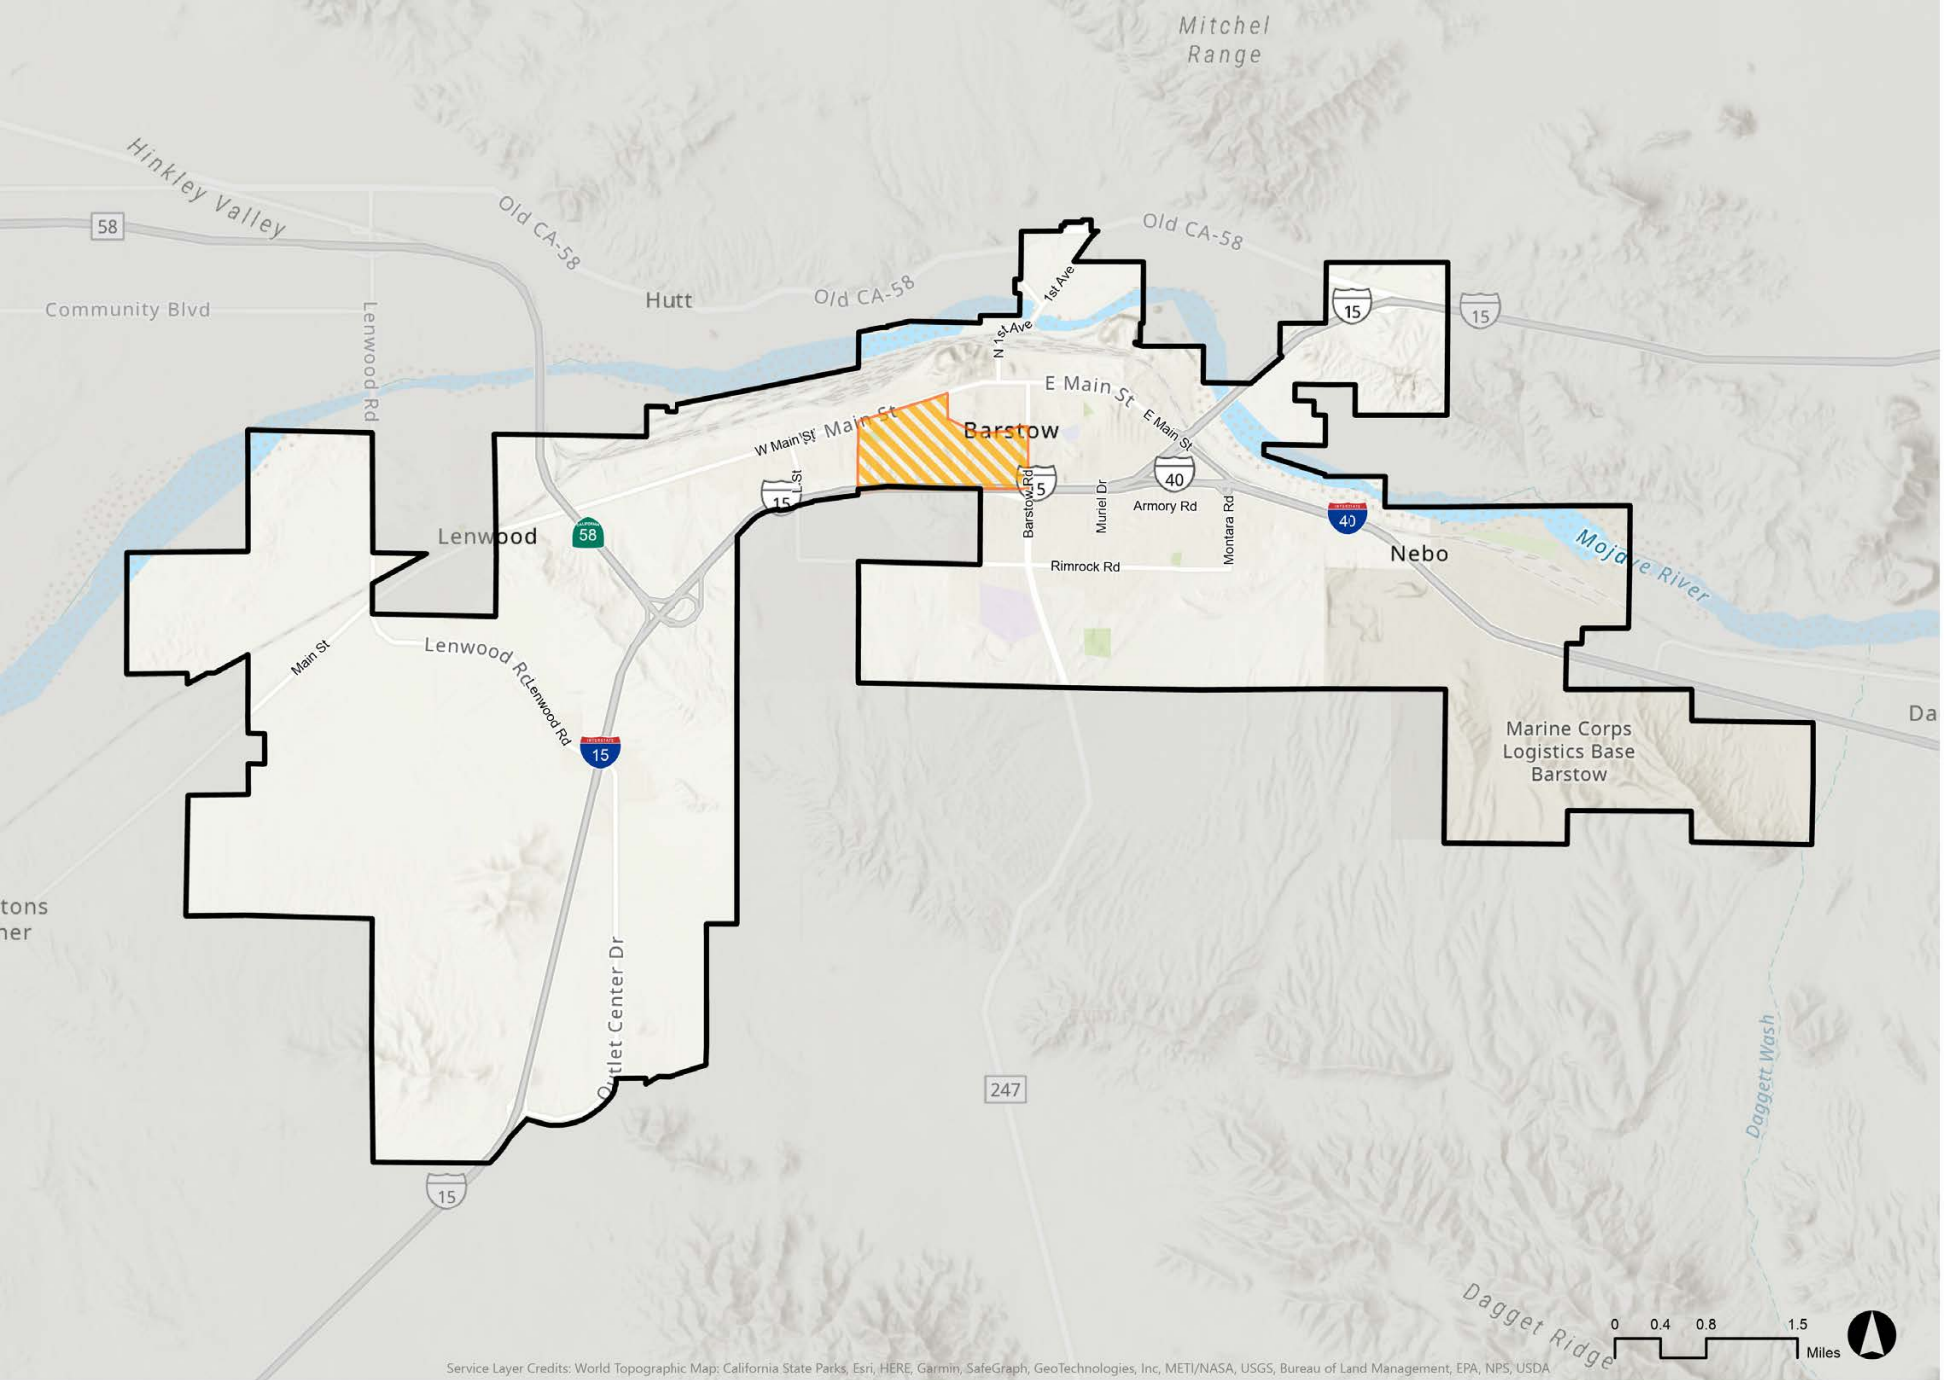 Mitchel
Range
Hinkley Valley
58
Old CA-58
Old CA-58
Old CA-58
Community Blvd
Hutt
Lenwood Rd
1st Ave
N 1st Ave
15
15
E Main St
E Main St
W Main St
Main St
Barstow
L St
15
Barstow Rd
5
Muriel Dr
40
Armory Rd
Montara Rd
40
Lenwood
58
Nebo
Mojave River
Rimrock Rd
Main St
Lenwood Rd
Lenwood Rd
15
Marine Corps
Logistics Base
Barstow
Da
tons
ner
Outlet Center Dr
247
Daggett Wash
15
Dagget Ridge
0 0.4 0.8 1.5
Miles
Service Layer Credits: World Topographic Map: California State Parks, Esri, HERE, Garmin, SafeGraph, GeoTechnologies, Inc, METI/NASA, USGS, Bureau of Land Management, EPA, NPS, USDA